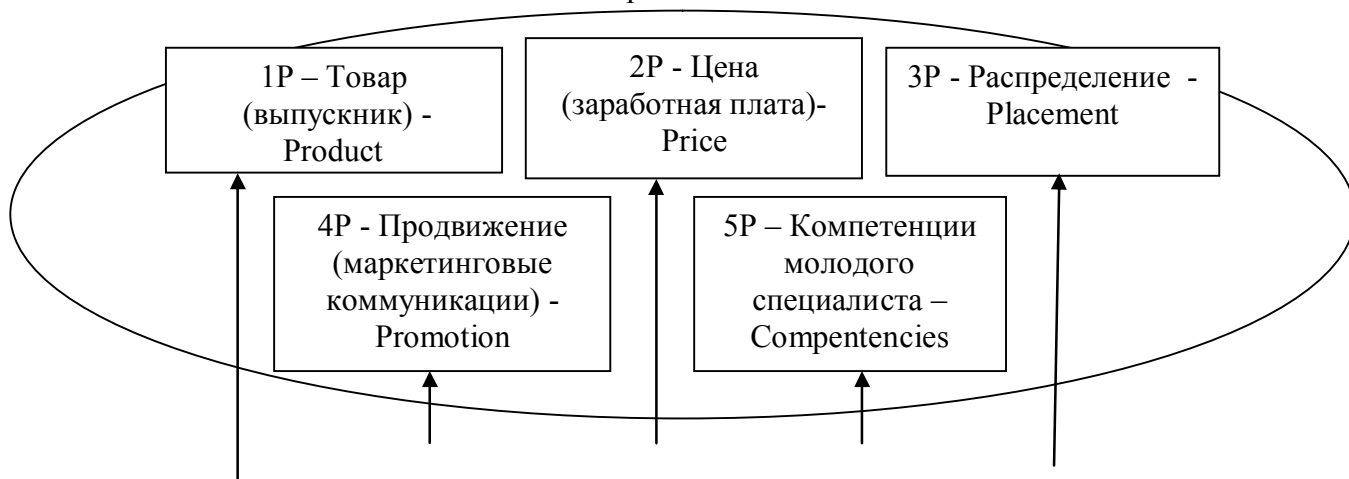 1Р – Товар
(выпускник) -
Product
2Р - Цена
(заработная плата)-
Price
3Р - Распределение -
Placement
4Р - Продвижение
(маркетинговые
коммуникации) -
Promotion
5Р – Компетенции
молодого
специалиста –
Compentencies